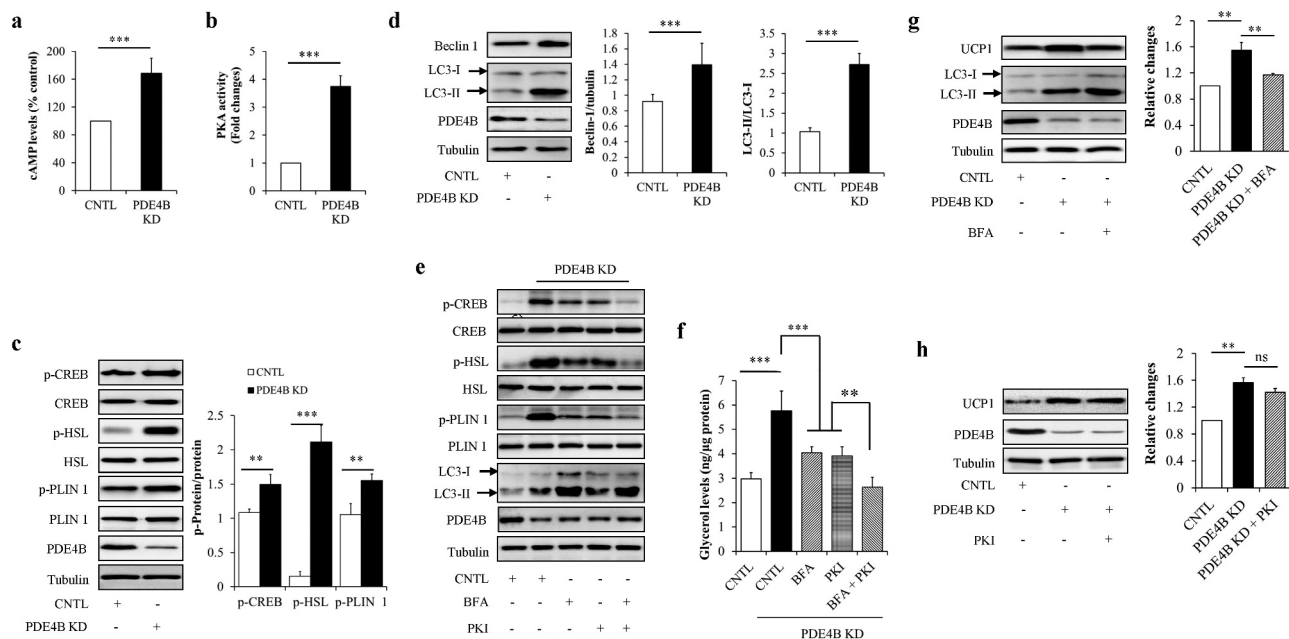 a
cAMP levels (% control)
200
160
120
80
40
0
***
CNTL
PDE4B
KD
b
PKA activity
(Fold changes)
5
4
3
2
1
0
***
CNTL
PDE4B
KD
c
p-CREB
CREB
p-HSL
HSL
p-PLIN 1
PLIN 1
PDE4B
Tubulin
CNTL + -
PDE4B KD - +
CNTL
PDE4B KD
p-Protein/protein
2.5
2
1.5
1
0.5
0
** *** **
p-CREB p-HSL p-PLIN 1
d
Beclin 1
LC3-I
LC3-II
PDE4B
Tubulin
CNTL + -
PDE4B KD - +
Beclin-1/tubulin
1.8
1.6
1.4
1.2
1
0.8
0.6
0.4
0.2
0
***
CNTL
PDE4B
KD
LC3-II/LC3-I
3.5
3
2.5
2
1.5
1
0.5
0
***
CNTL
PDE4B
KD
e
PDE4B KD
p-CREB
CREB
p-HSL
HSL
p-PLIN 1
PLIN 1
LC3-I
LC3-II
PDE4B
Tubulin
CNTL + + - - -
BFA - - + - +
PKI - - - + +
f
Glycerol levels (ng/µg protein)
7
6
5
4
3
2
1
0
***
***
**
CNTL
CNTL
BFA
PKI
BFA + PKI
PDE4B KD
g
UCP1
LC3-I
LC3-II
PDE4B
Tubulin
CNTL + - -
PDE4B KD - + +
BFA - - +
Relative changes
2
1.6
1.2
0.8
0.4
0
** **
CNTL
PDE4B KD
PDE4B KD + BFA
h
UCP1
PDE4B
Tubulin
CNTL + - -
PDE4B KD - + +
PKI - - +
Relative changes
2
1.6
1.2
0.8
0.4
0
** ns
CNTL
PDE4B KD
PDE4B KD + PKI